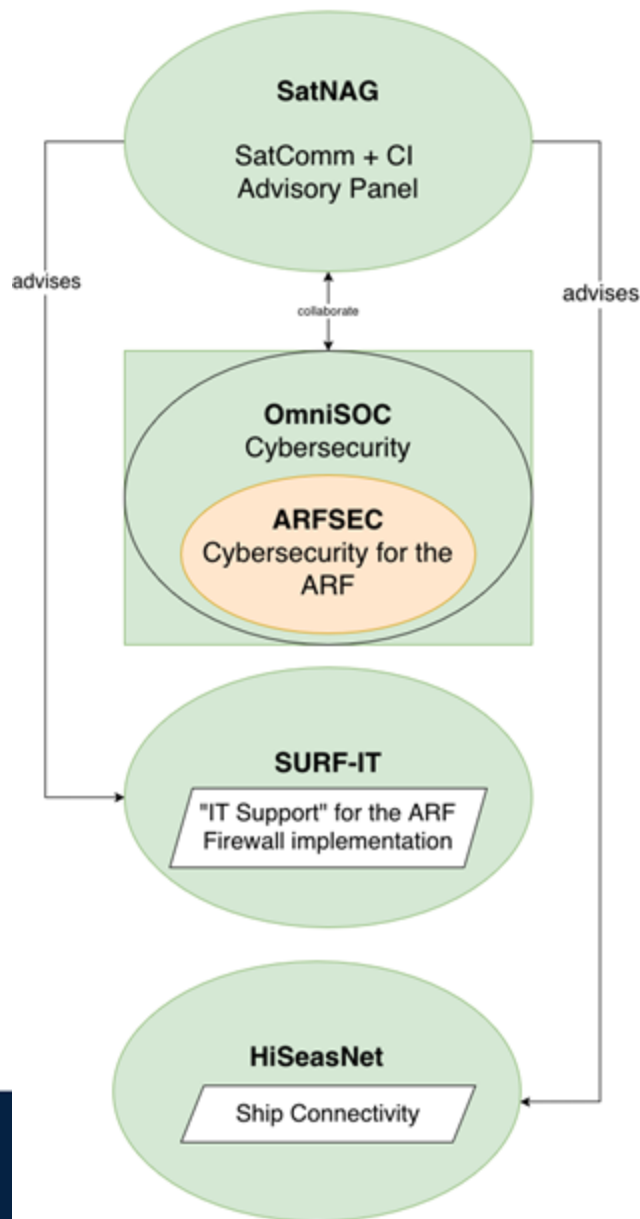 SatNAG
SatComm + CI
Advisory Panel
advises
advises
collaborate
OmniSOC
Cybersecurity
ARFSEC
Cybersecurity for the
ARF
SURF-IT
"IT Support" for the ARF
Firewall implementation
HiSeasNet
Ship Connectivity